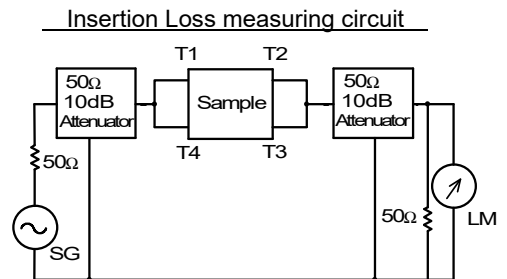 Insertion Loss measuring circuit
T1
T2
50Ω
10dB
Attenuator
Sample
50Ω
10dB
Attenuator
T4
T3
50Ω
50Ω
SG
LM